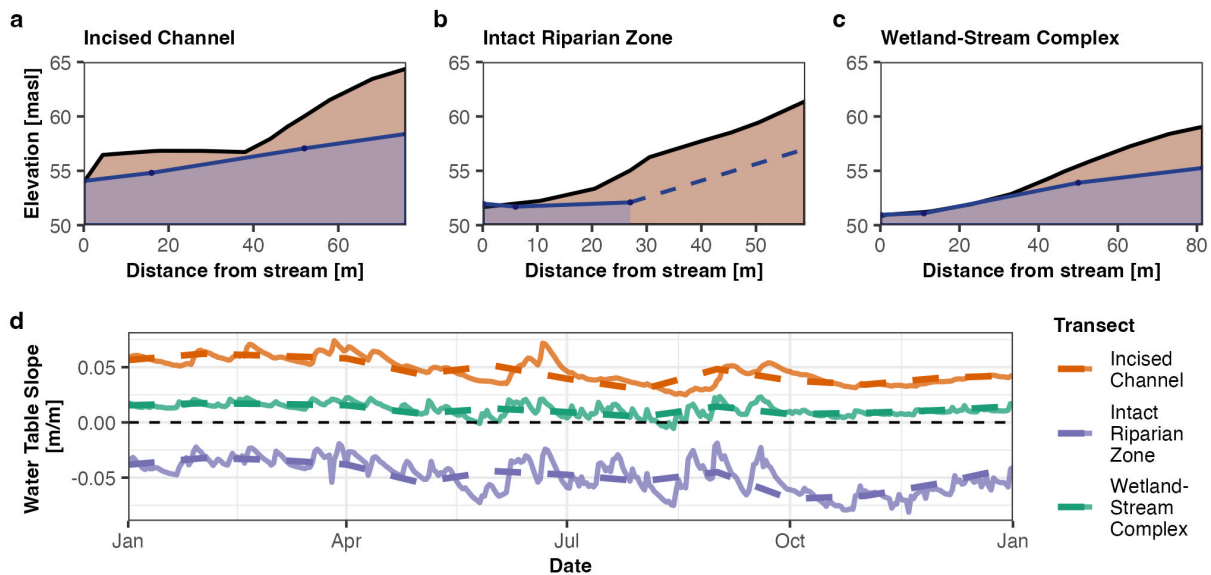 a
Incised Channel
Elevation [masl]
65
60
55
50
0 20 40 60
Distance from stream [m]
b
Intact Riparian Zone
65
60
55
50
0 10 20 30 40 50
Distance from stream [m]
c
Wetland-Stream Complex
65
60
55
50
0 20 40 60 80
Distance from stream [m]
d
Water Table Slope
[m/m]
0.05
0.00
-0.05
Jan Apr Jul Oct Jan
Date
Transect
Incised
Channel
Intact
Riparian
Zone
Wetland-
Stream
Complex